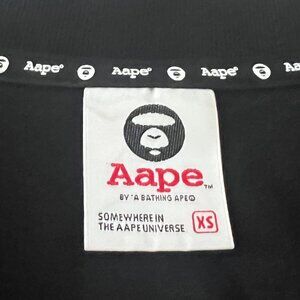 Aape® Aape® Aape® Aape®
Aape™
BY *A BATHING APE®
SOMEWHERE IN
THE AAPE UNIVERSE XS